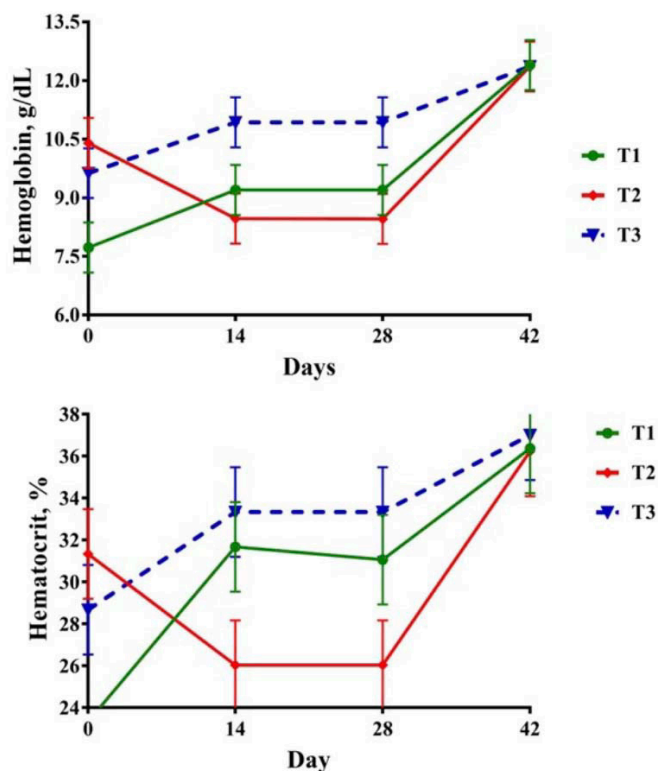 Hemoglobin, g/dL
13.5
12.0
10.5
9.0
7.5
6.0
0 14 28 42
Days
T1
T2
T3
Hematocrit, %
38
36
34
32
30
28
26
24
0 14 28 42
Day
T1
T2
T3